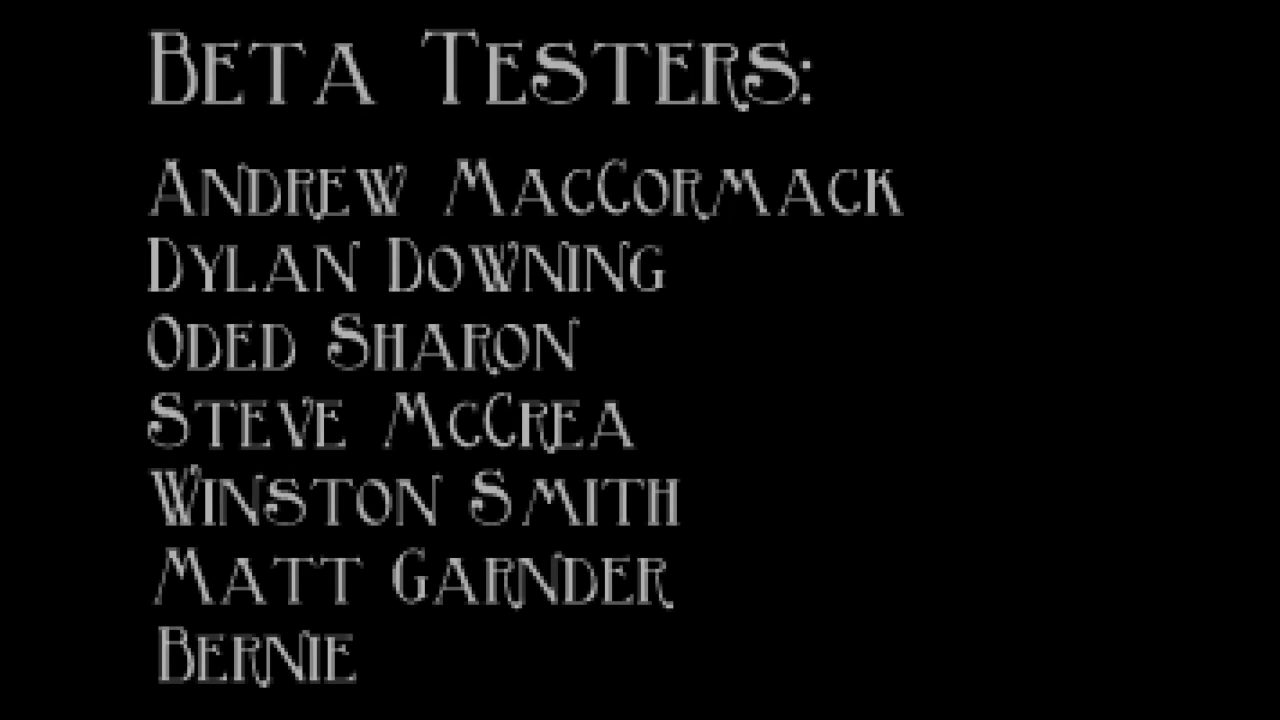 Beta Testers:
Andrew MacCormack
Dylan Downing
Oded Sharon
Steve McCrea
Winston Smith
Matt Garnder
Bernie